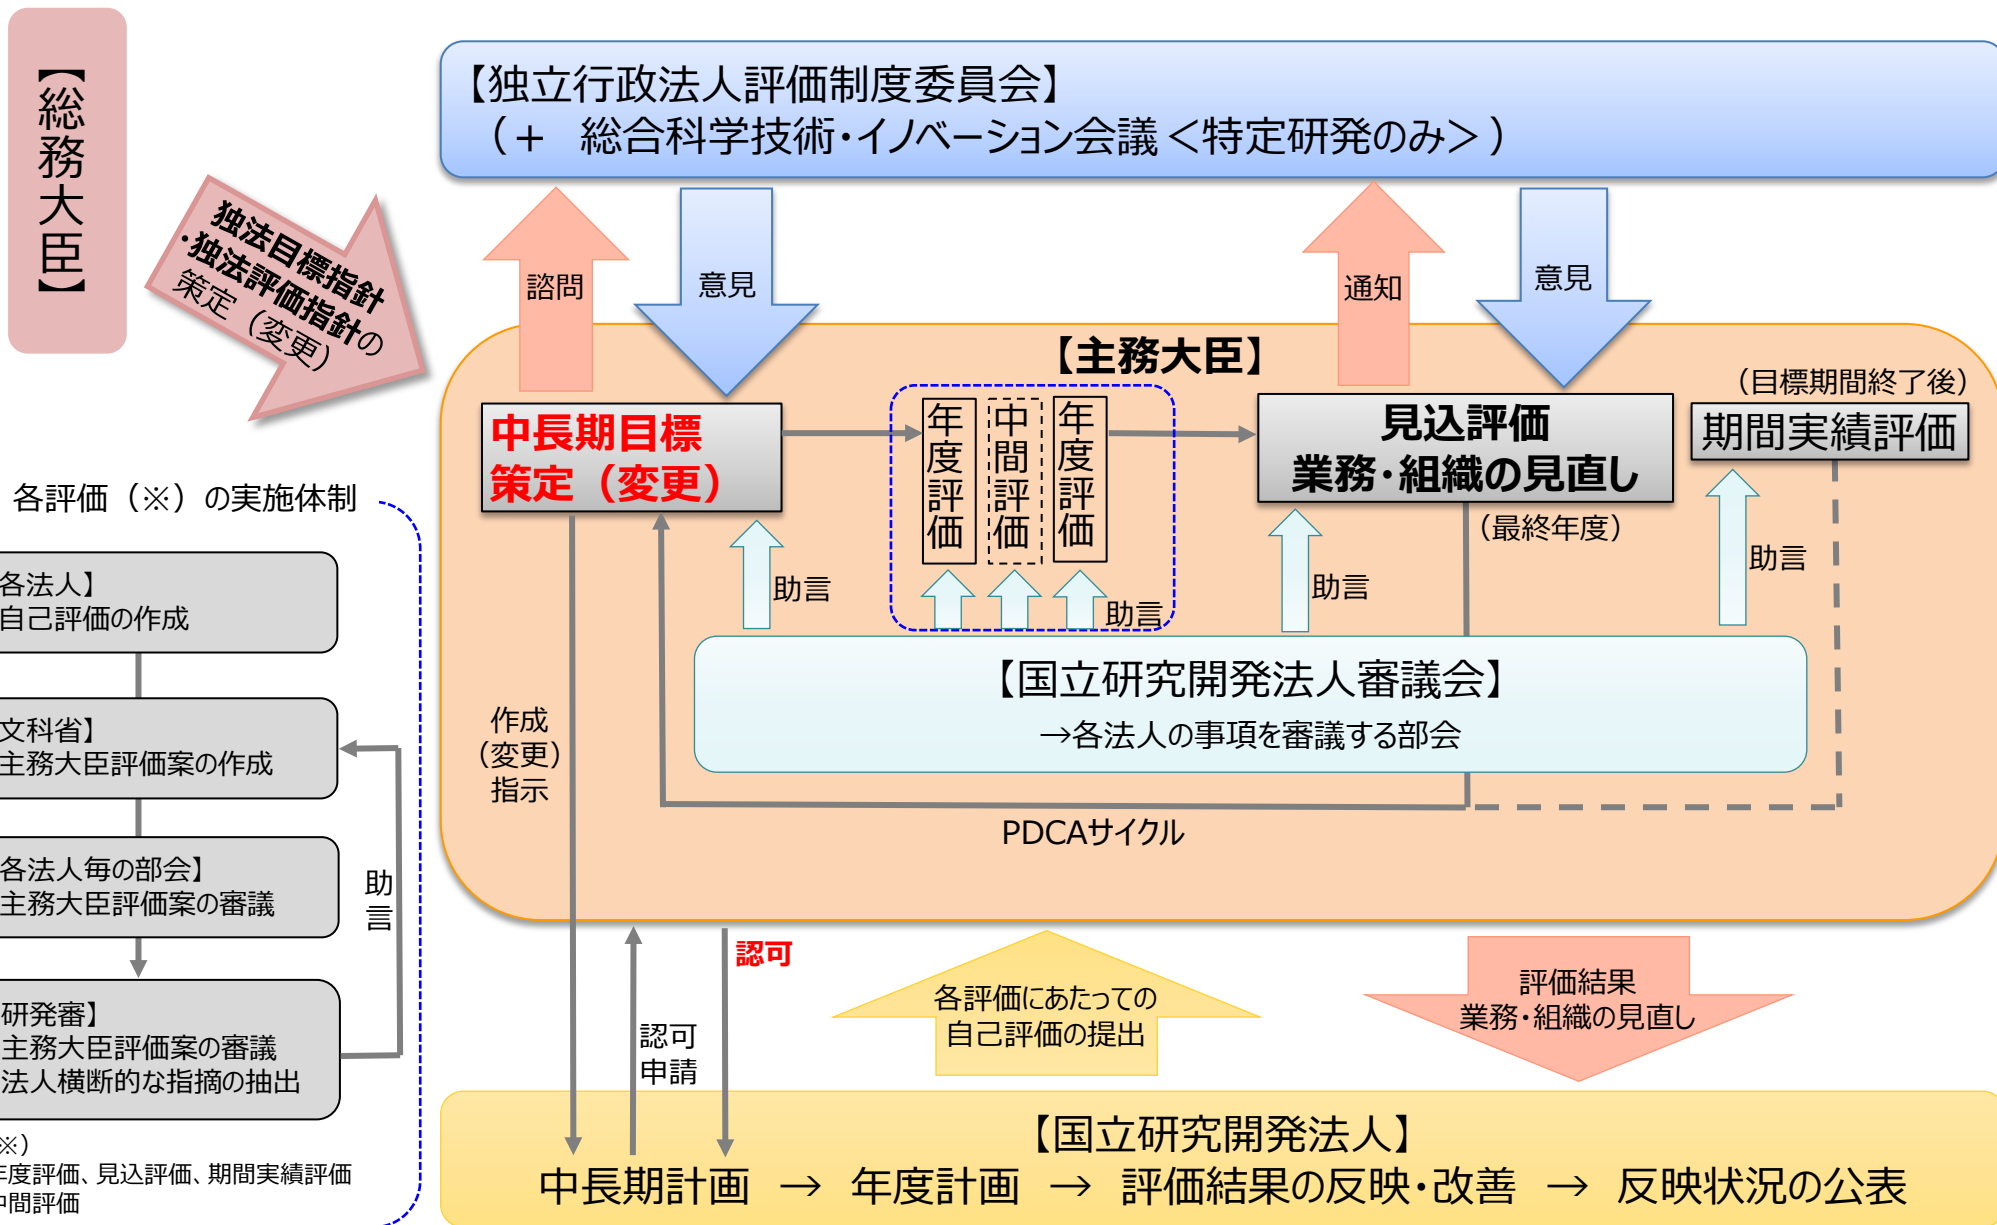 【総務大臣】
独法目標指針
・独法評価指針の
策定（変更）
【独立行政法人評価制度委員会】
（+　総合科学技術・イノベーション会議＜特定研発のみ＞）
諮問
意見
通知
意見
【主務大臣】
中長期目標
策定（変更）
年度評価
中間評価
年度評価
見込評価
業務・組織の見直し
（最終年度）
（目標期間終了後）
期間実績評価
助言
助言
助言
助言
【国立研究開発法人審議会】
→各法人の事項を審議する部会
作成
（変更）
指示
PDCAサイクル
認可
認可
申請
各評価にあたっての
自己評価の提出
評価結果
業務・組織の見直し
【国立研究開発法人】
中長期計画　→　年度計画　→　評価結果の反映・改善　→　反映状況の公表
各評価（※）の実施体制
各法人】
自己評価の作成
文科省】
主務大臣評価案の作成
各法人毎の部会】
主務大臣評価案の審議
研発審】
主務大臣評価案の審議
法人横断的な指摘の抽出
助言
※）
年度評価、見込評価、期間実績評価
中間評価